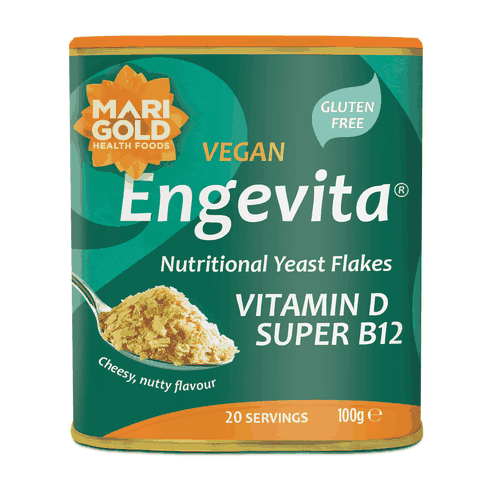 MARI
GOLD
HEALTH FOODS
GLUTEN
FREE
VEGAN
Engevita®
Nutritional Yeast Flakes
VITAMIN D
SUPER B12
Cheesy, nutty flavour
20 SERVINGS
100g ℮